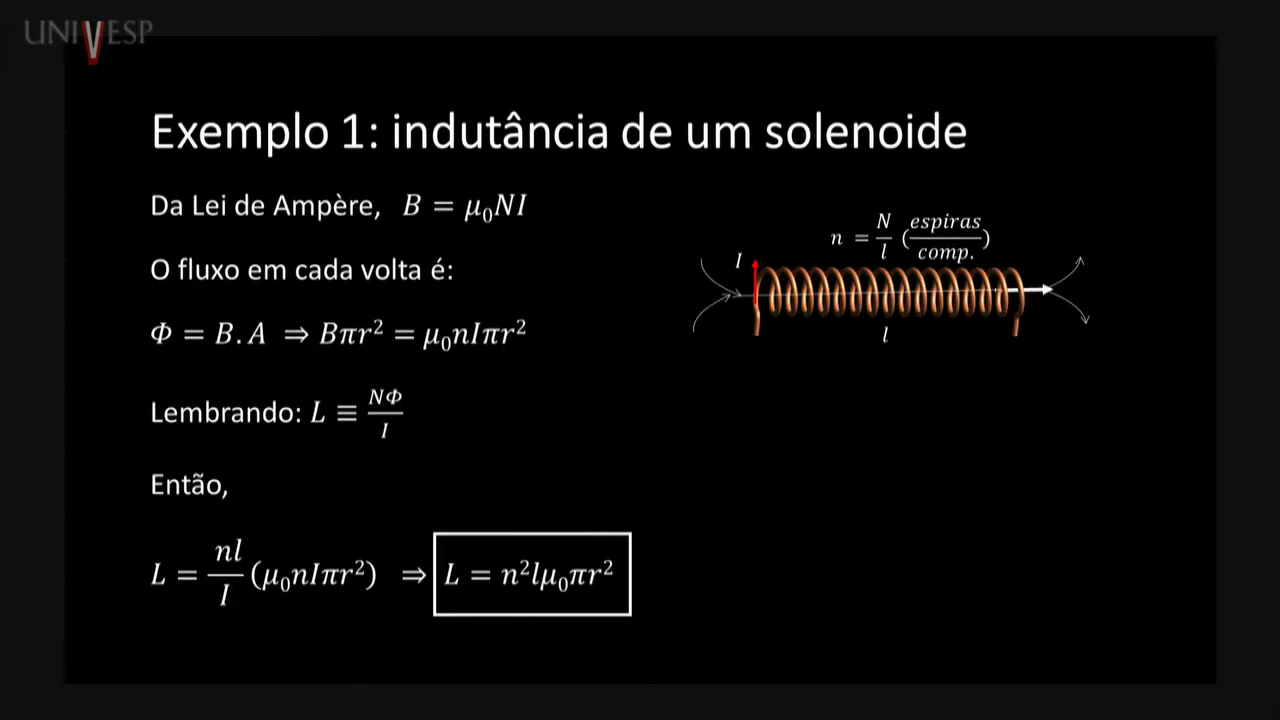 UNIVESP
Exemplo 1: indutância de um solenoide
Da Lei de Ampère, B = μ₀NI
O fluxo em cada volta é:
Φ = B.A ⇒ Bπr² = μ₀nIπr²
Lembrando: L ≡ NΦ/I
Então,
L = nl/I (μ₀nIπr²) ⇒ L = n²lμ₀πr²
n = N/l (espiras/comp.)
I
l